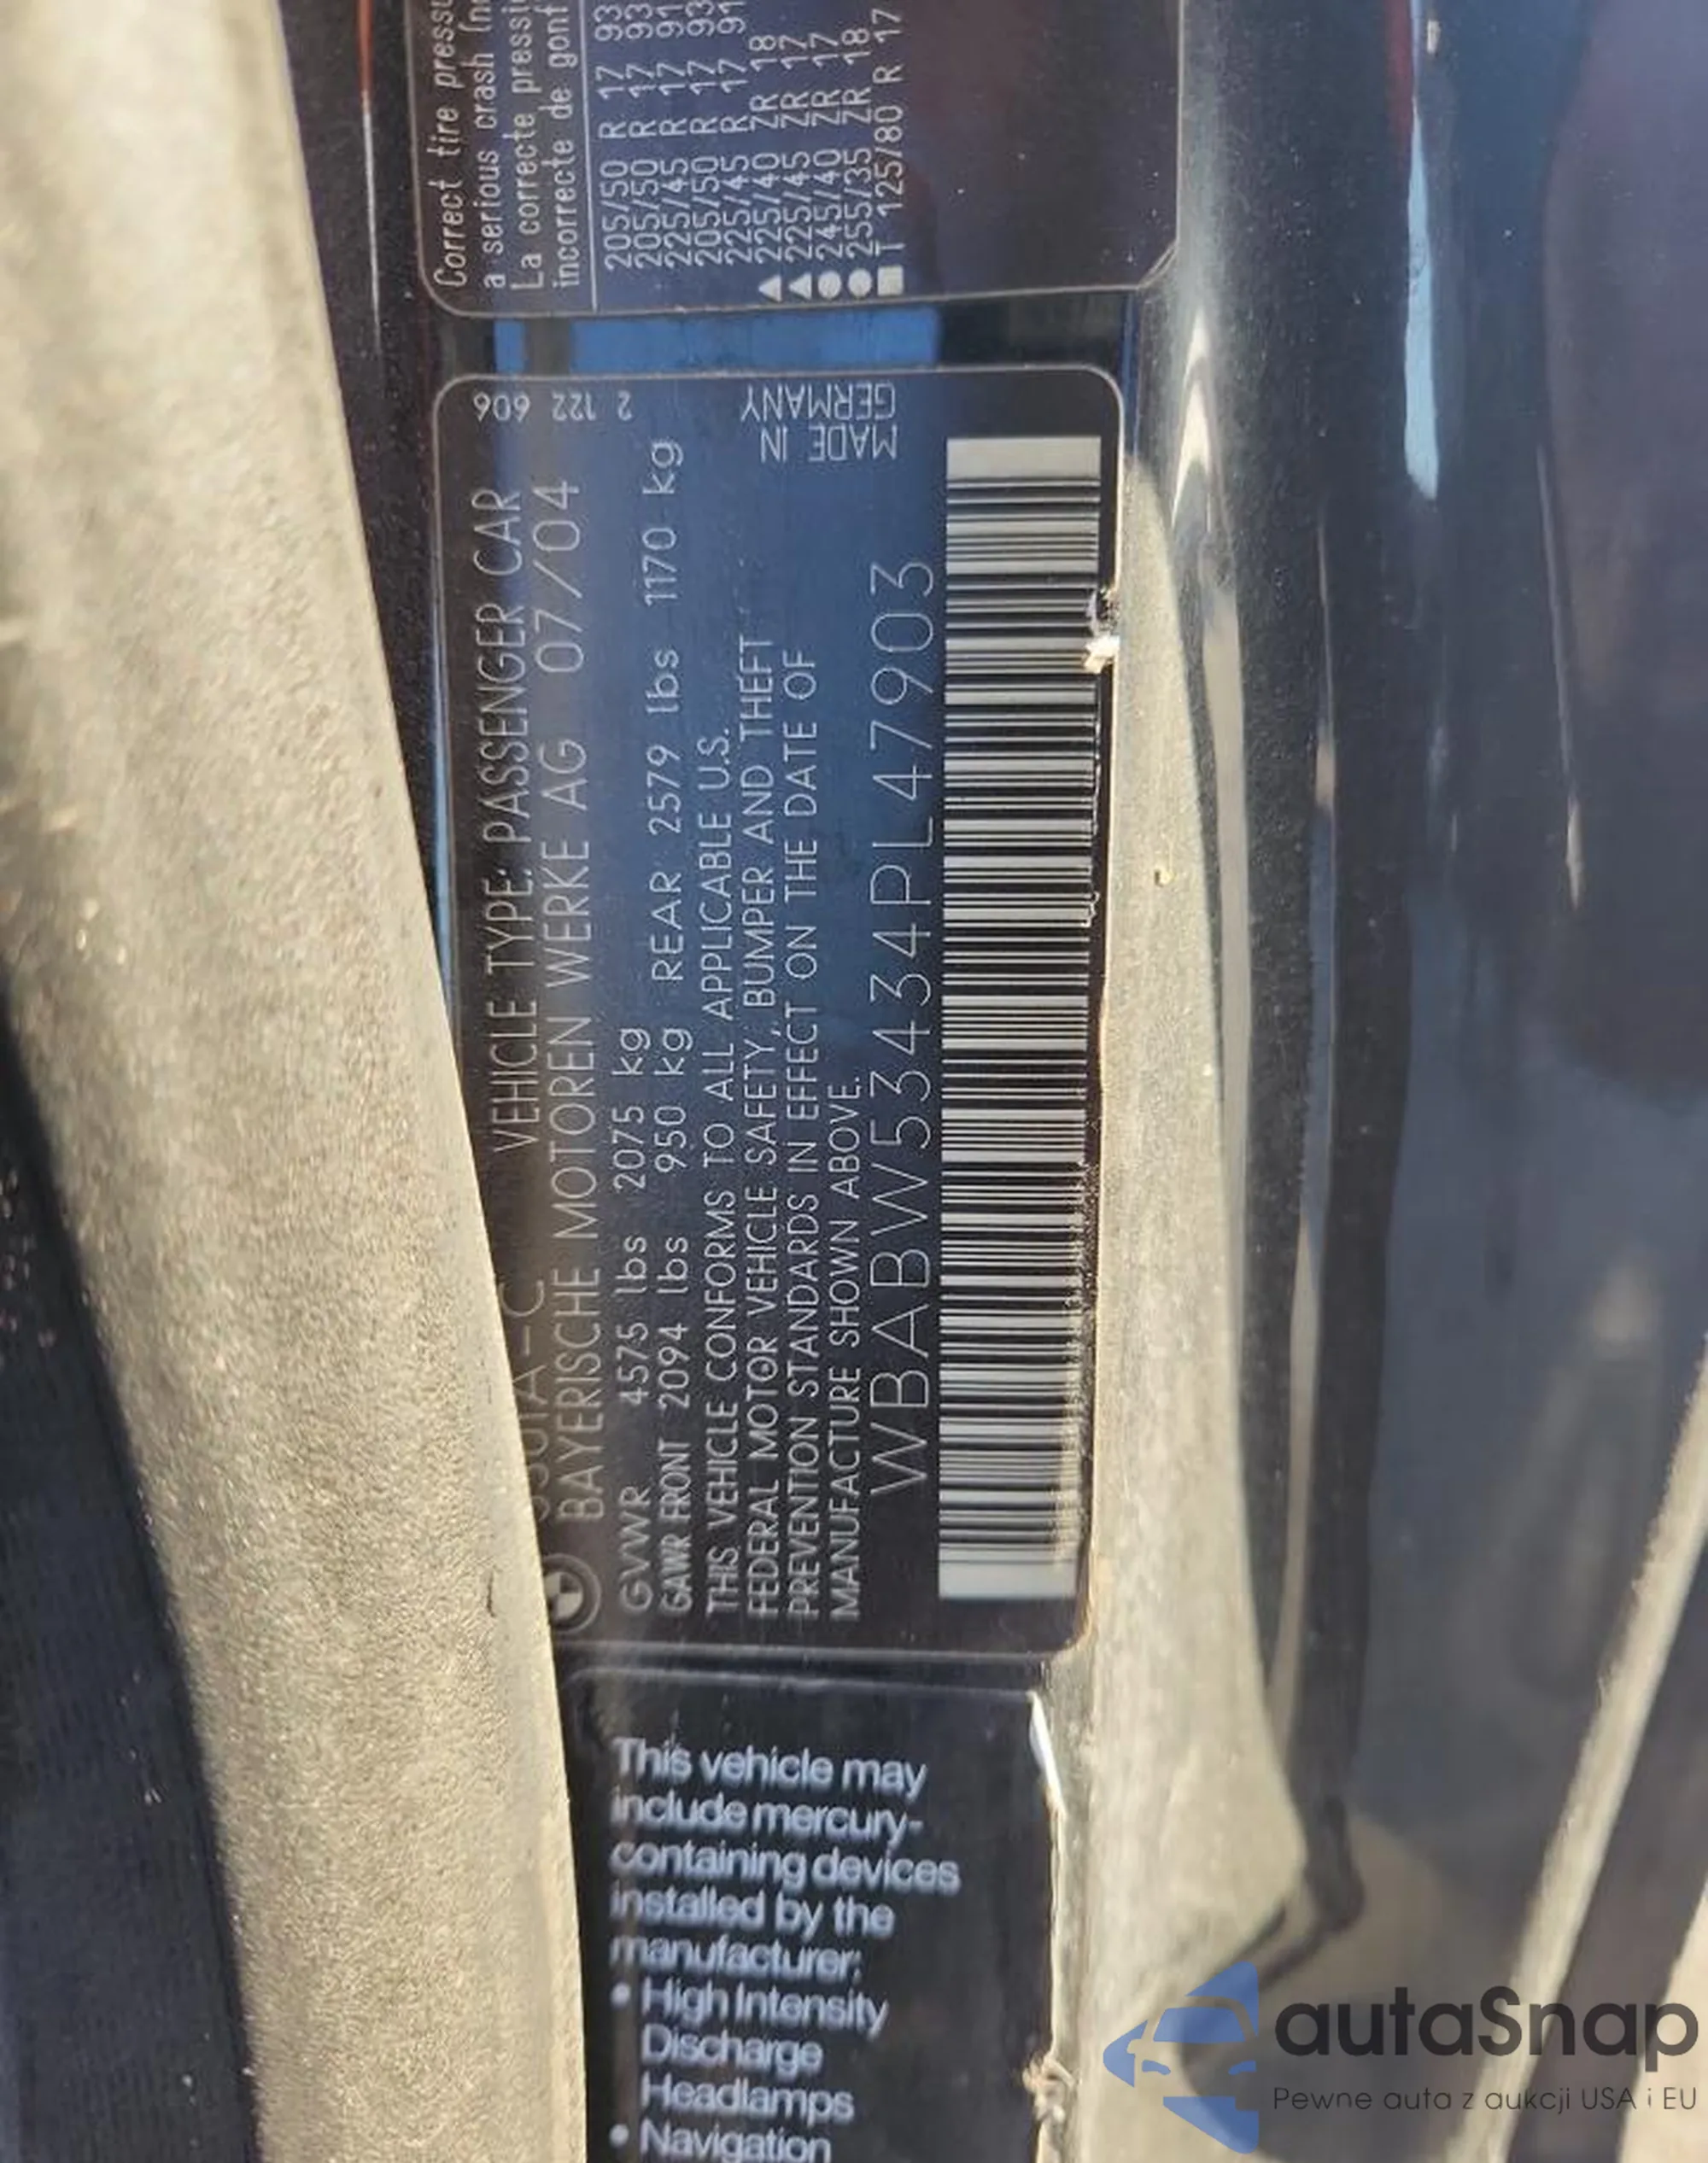 Correct tire
a serious crash
La correcte
incorrecte de
205/50 R 17 93
205/50 R 17 93
225/45 R 17 91
205/50 R 17 93
225/45 R 17 91
▲ 225/40 ZR 18
▲ 225/45 ZR 17
● 245/40 ZR 17
● 255/35 ZR 18
■ T 125/80 R 17
VEHICLE TYPE: PASSENGER CAR
BAYERISCHE MOTOREN WERKE AG 07/04
2 122 606
GVWR 4575 lbs 2075 kg
GAWR FRONT 2094 lbs 950 kg REAR 2579 lbs 1170 kg
THIS VEHICLE CONFORMS TO ALL APPLICABLE U.S.
FEDERAL MOTOR VEHICLE SAFETY, BUMPER AND THEFT
PREVENTION STANDARDS IN EFFECT ON THE DATE OF
MANUFACTURE SHOWN ABOVE.
MADE IN
GERMANY
WBABW53434PL47903
This vehicle may
include mercury-
containing devices
installed by the
manufacturer:
• High Intensity
Discharge
Headlamps
• Navigation
autaSnap
Pewne auta z aukcji USA i EU